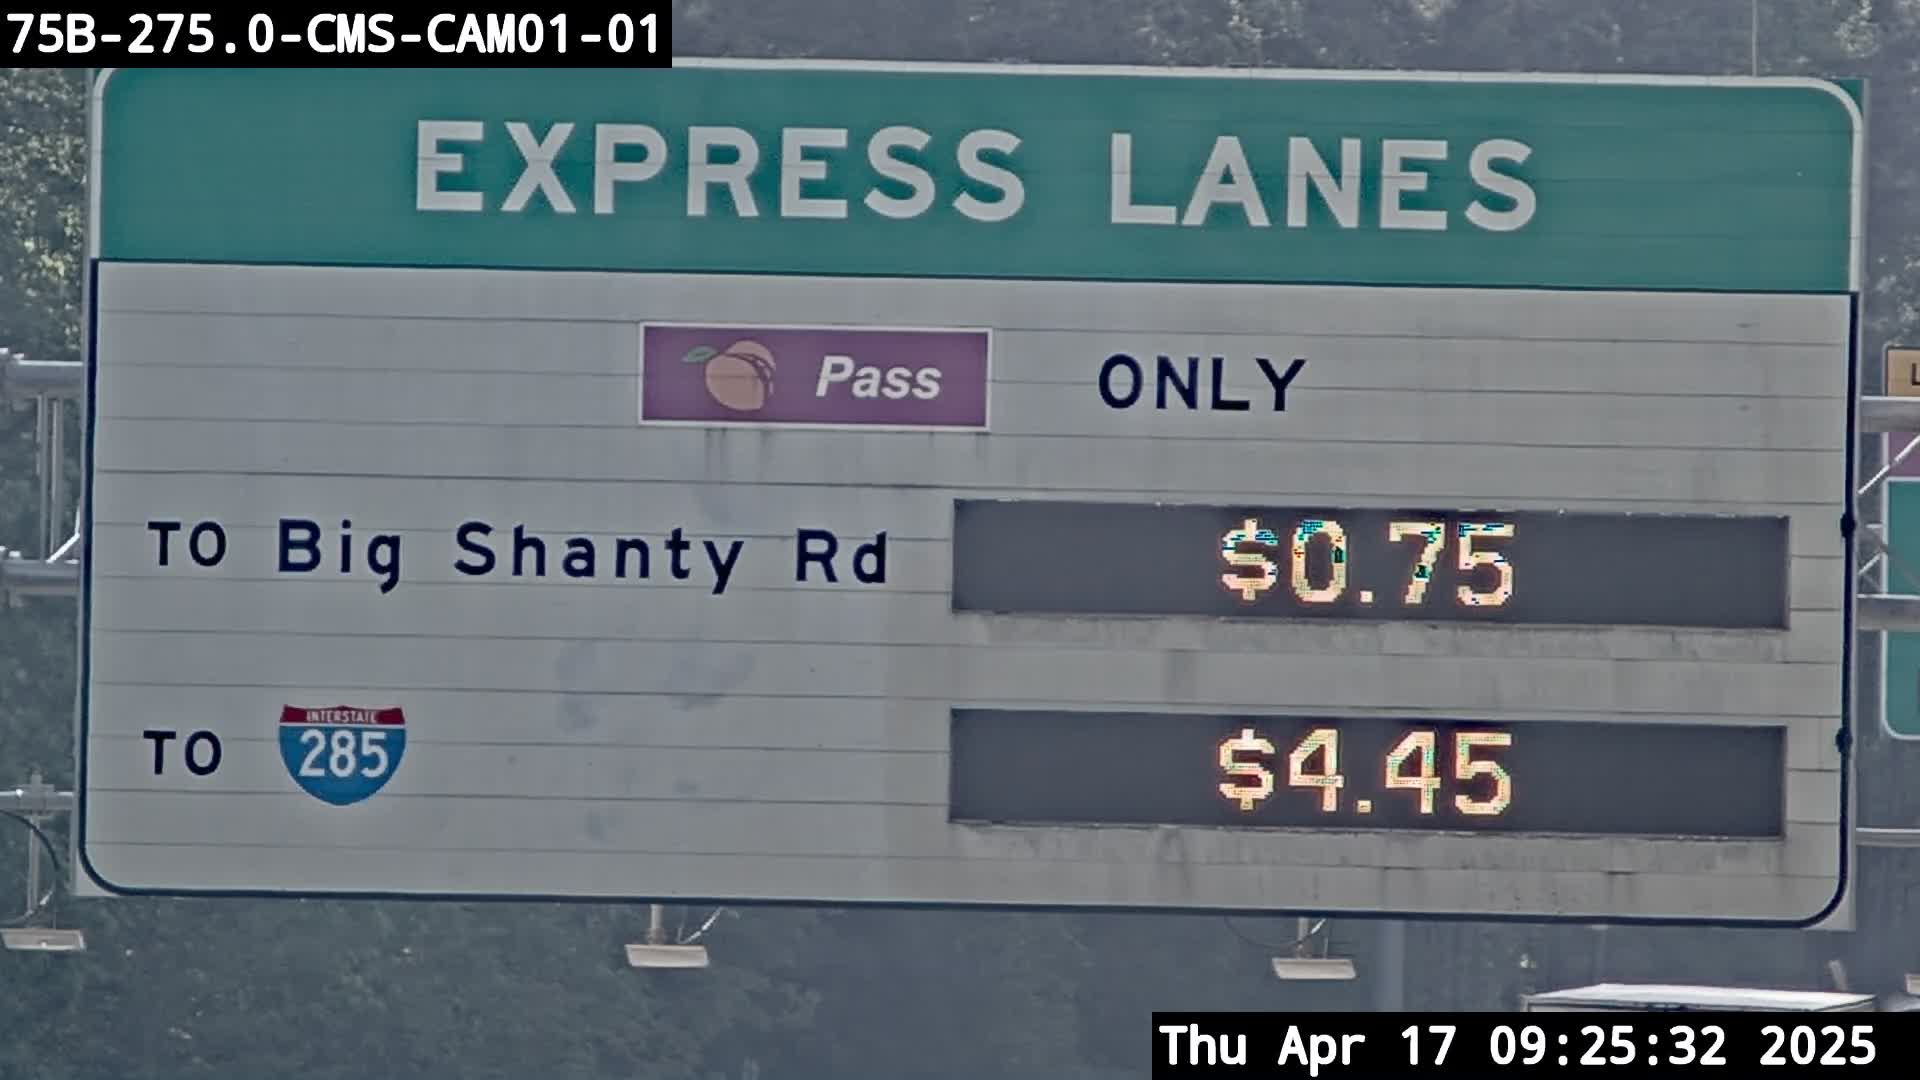 75B-275.0-CMS-CAM01-01
EXPRESS LANES
Pass ONLY
TO Big Shanty Rd $0.75
INTERSTATE
TO 285 $4.45
Thu Apr 17 09:25:32 2025